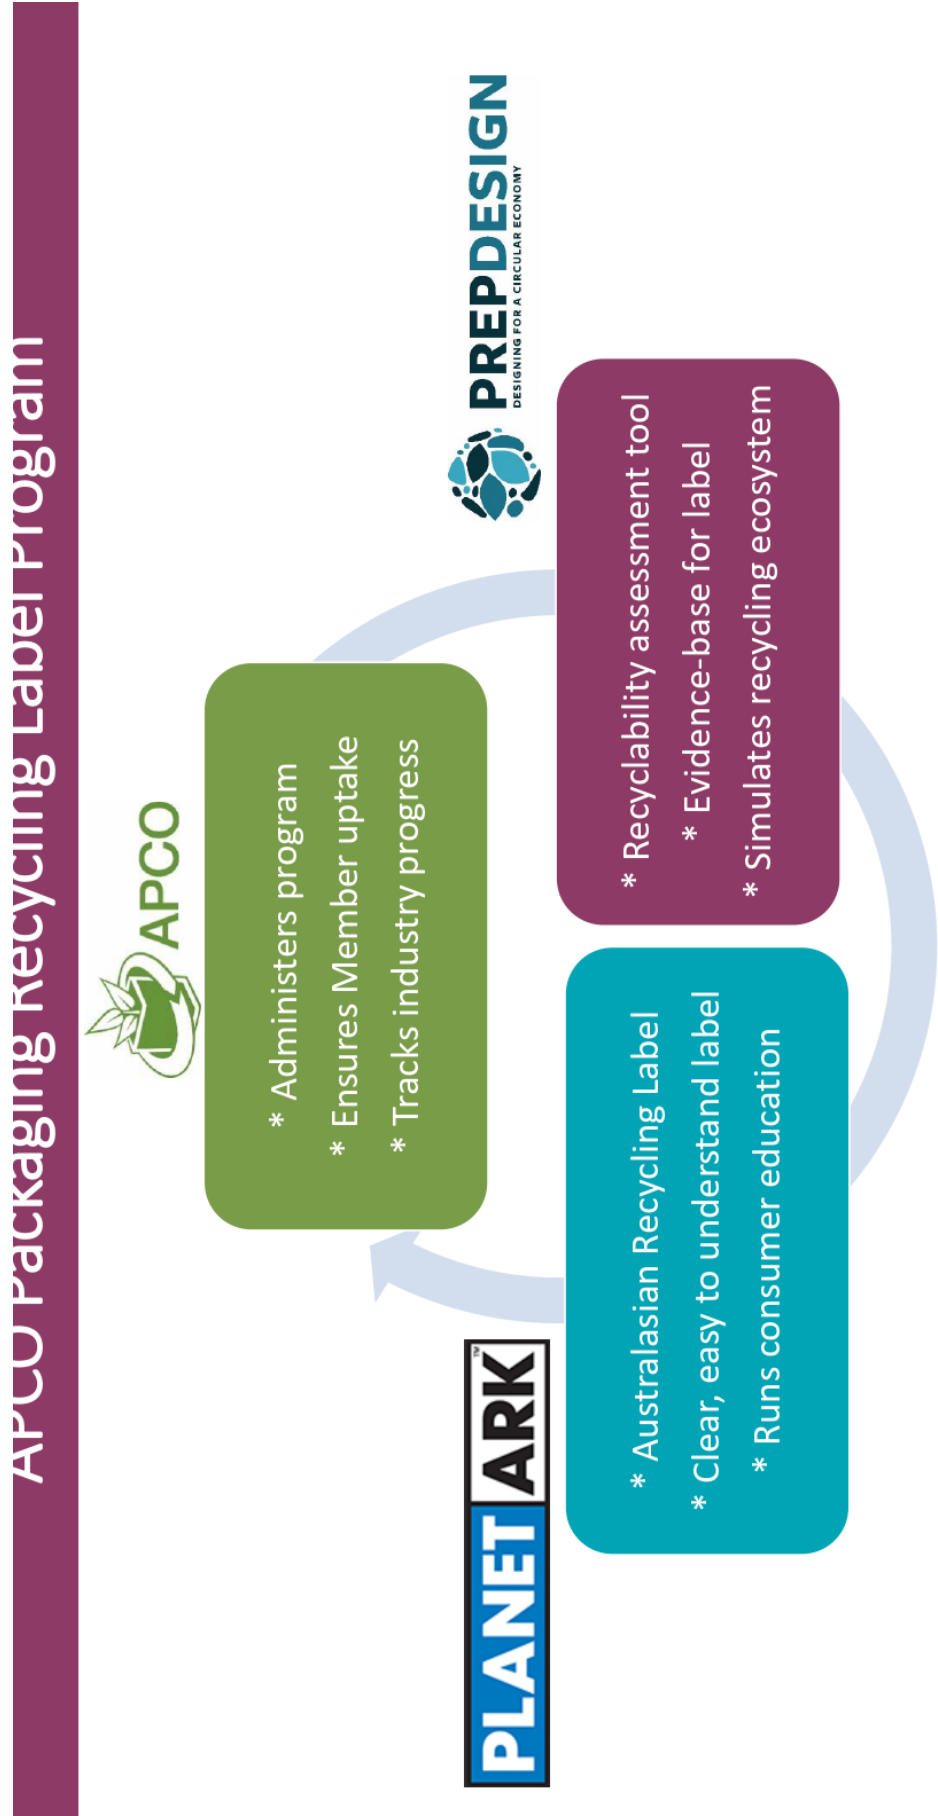 APCO Packaging Recycling Label Program
APCO
* Administers program
* Ensures Member uptake
* Tracks industry progress
PREPDESIGN
DESIGNING FOR A CIRCULAR ECONOMY
* Recyclability assessment tool
* Evidence-base for label
* Simulates recycling ecosystem
PLANET ARK™
* Australasian Recycling Label
* Clear, easy to understand label
* Runs consumer education